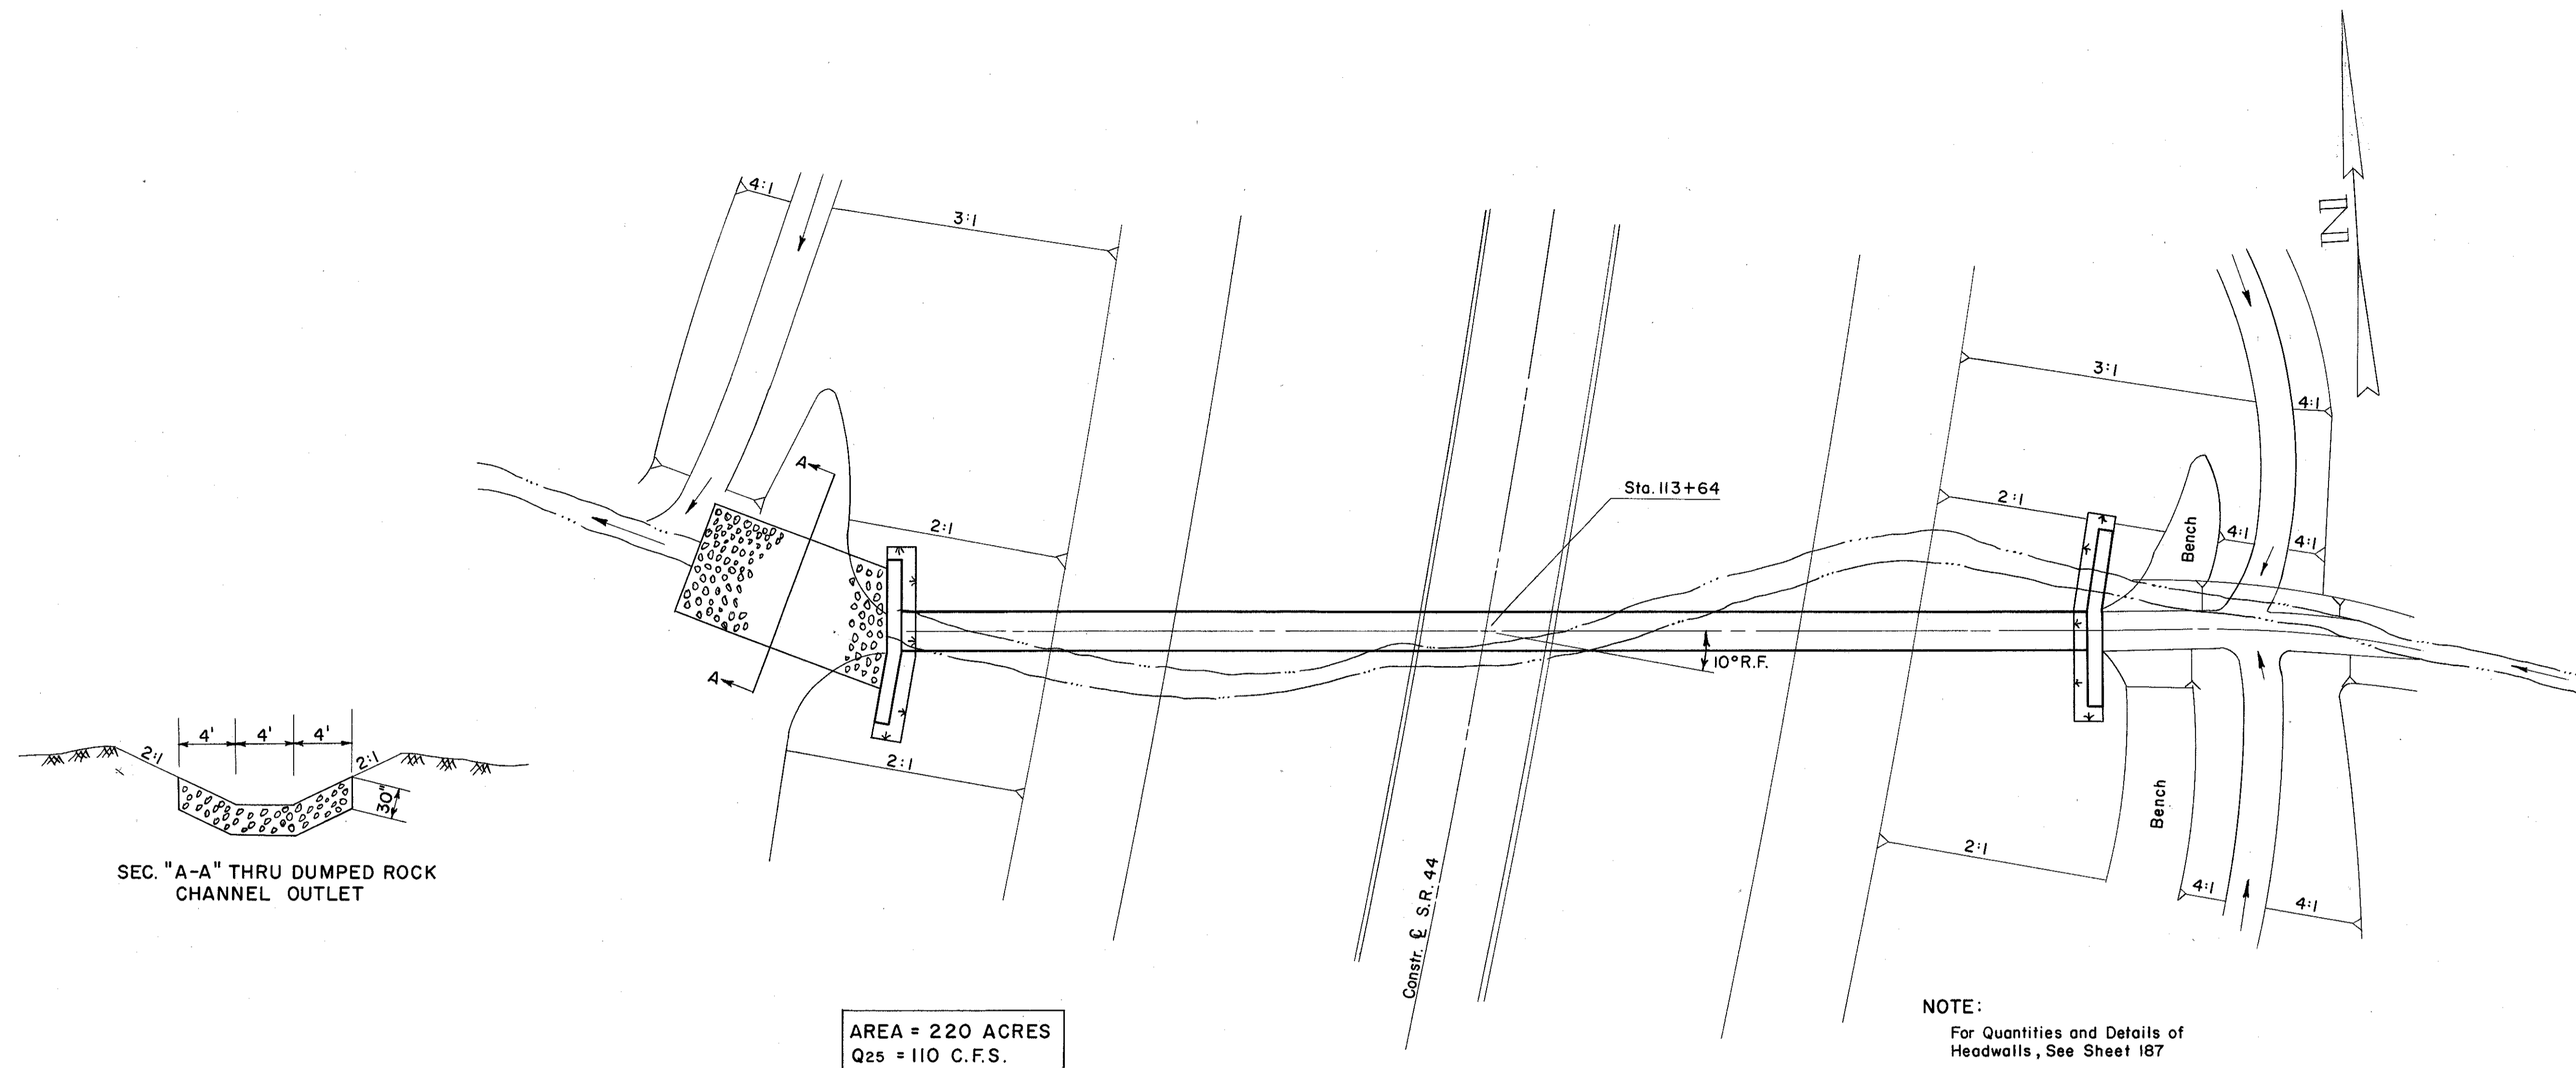 N
4:1
3:1
3:1
4:1
A
Sta. 113+64
2:1
2:1
Bench
4:1
4:1
10° R.F.
A
4' 4' 4'
2:1
2:1
30"
2:1
Bench
2:1
4:1
4:1
SEC. "A-A" THRU DUMPED ROCK
CHANNEL OUTLET
Constr. ℄ S.R. 44
AREA = 220 ACRES
Q25 = 110 C.F.S.
NOTE:
For Quantities and Details of
Headwalls, See Sheet 187